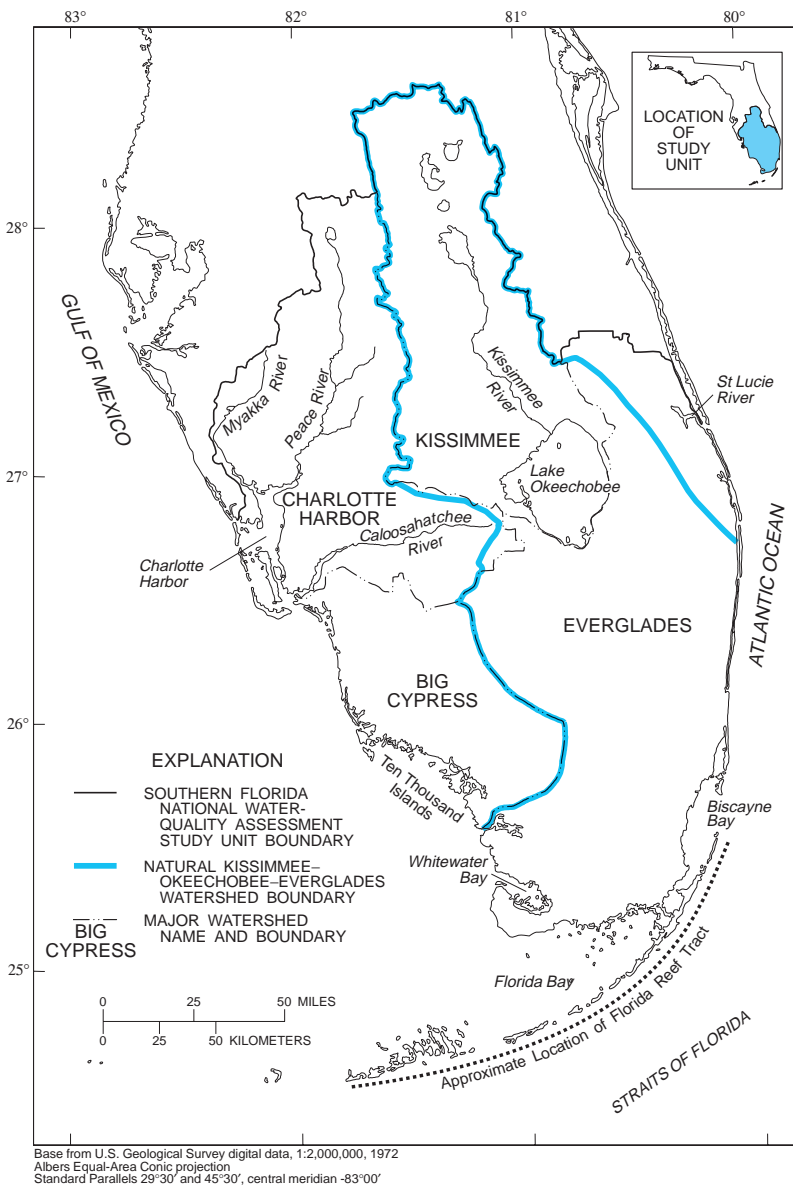 83°
82°
81°
80°
LOCATION
OF
STUDY
UNIT
28°
GULF OF MEXICO
Myakka River
Peace River
Kissimmee
River
St Lucie
River
KISSIMMEE
Lake
Okeechobee
27°
CHARLOTTE
HARBOR
Caloosahatchee
River
Charlotte
Harbor
ATLANTIC OCEAN
EVERGLADES
BIG
CYPRESS
26°
EXPLANATION
SOUTHERN FLORIDA
NATIONAL WATER-
QUALITY ASSESSMENT
STUDY UNIT BOUNDARY
NATURAL KISSIMMEE–
OKEECHOBEE–EVERGLADES
WATERSHED BOUNDARY
BIG
CYPRESS
MAJOR WATERSHED
NAME AND BOUNDARY
Ten Thousand
Islands
Biscayne
Bay
Whitewater
Bay
25°
Florida Bay
0 25 50 MILES
0 25 50 KILOMETERS
Approximate Location of Florida Reef Tract
STRAITS OF FLORIDA
Base from U.S. Geological Survey digital data, 1:2,000,000, 1972
Albers Equal-Area Conic projection
Standard Parallels 29°30′ and 45°30′, central meridian -83°00′